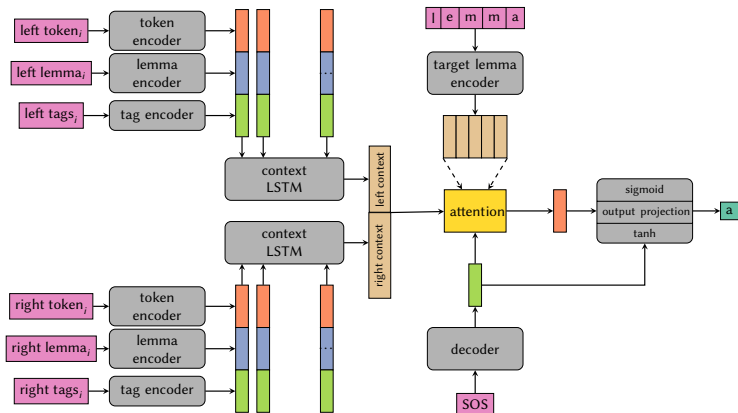 left token_i
token
encoder
left lemma_i
lemma
encoder
...
left tags_i
tag encoder
context
LSTM
left context
l e m m a
target lemma
encoder
attention
sigmoid
output projection
tanh
a
context
LSTM
right context
right token_i
token
encoder
right lemma_i
lemma
encoder
...
right tags_i
tag encoder
decoder
SOS